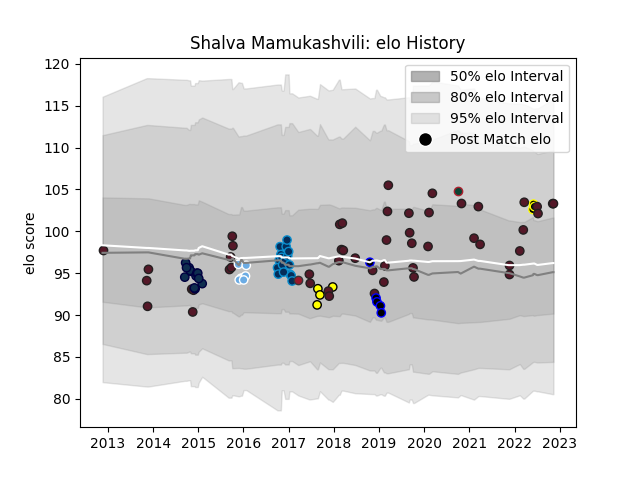 Shalva Mamukashvili: elo History
50% elo Interval
80% elo Interval
95% elo Interval
Post Match elo
elo score
120
115
110
105
100
95
90
85
80
2013 2014 2015 2016 2017 2018 2019 2020 2021 2022 2023